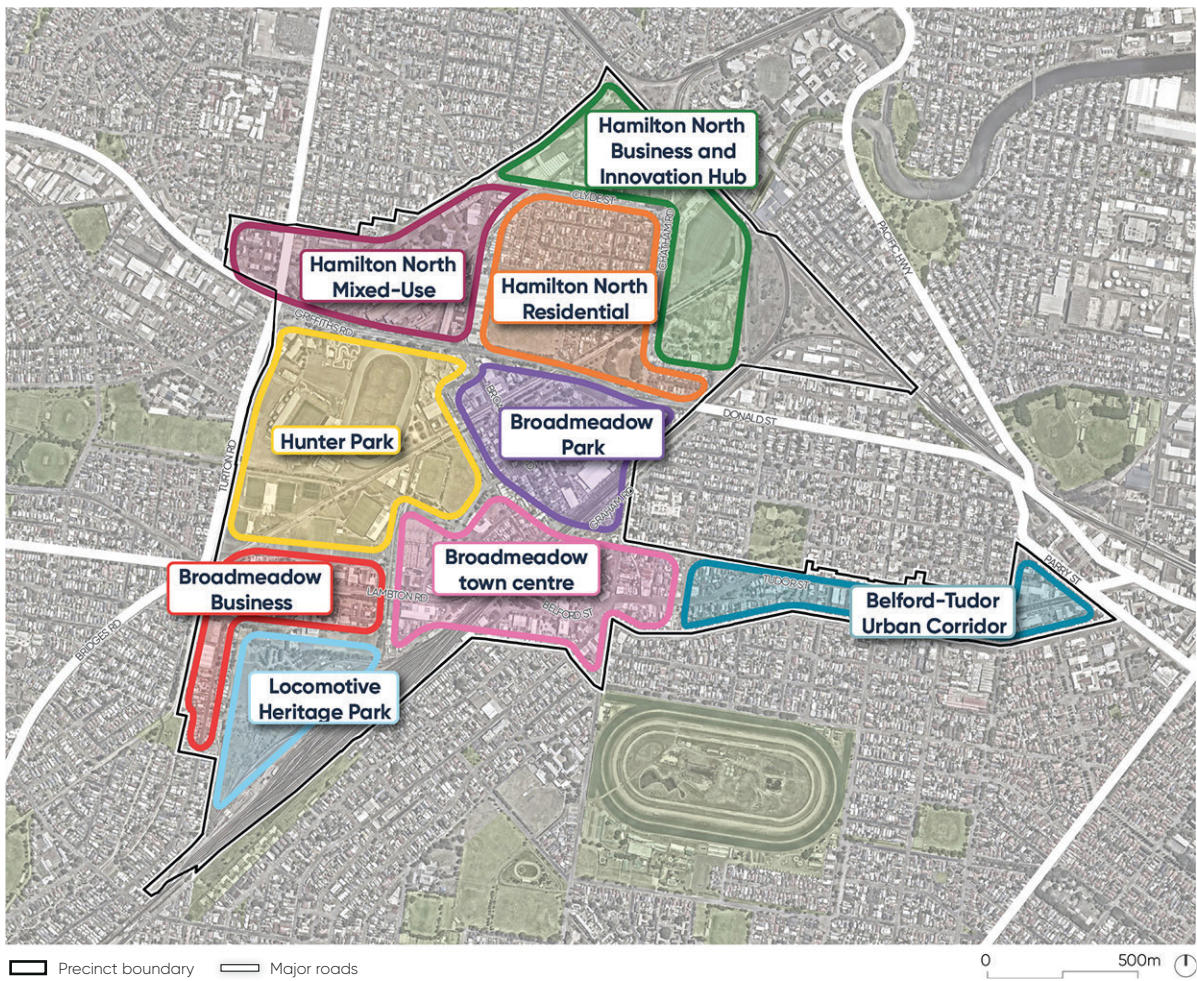 Hamilton North
Business and
Innovation Hub
CLYDE ST
CHATHAM RD
PACIFIC HWY
Hamilton North
Mixed-Use
Hamilton North
Residential
GRIFFITHS RD
Hunter Park
Broadmeadow
Park
DONALD ST
TURTON RD
GRAHAM RD
Broadmeadow
town centre
Broadmeadow
Business
LAMBTON RD
BELFORD ST
TUDOR ST
PARRY ST
Belford-Tudor
Urban Corridor
BRIDGES RD
Locomotive
Heritage Park
Precinct boundary
Major roads
0
500m